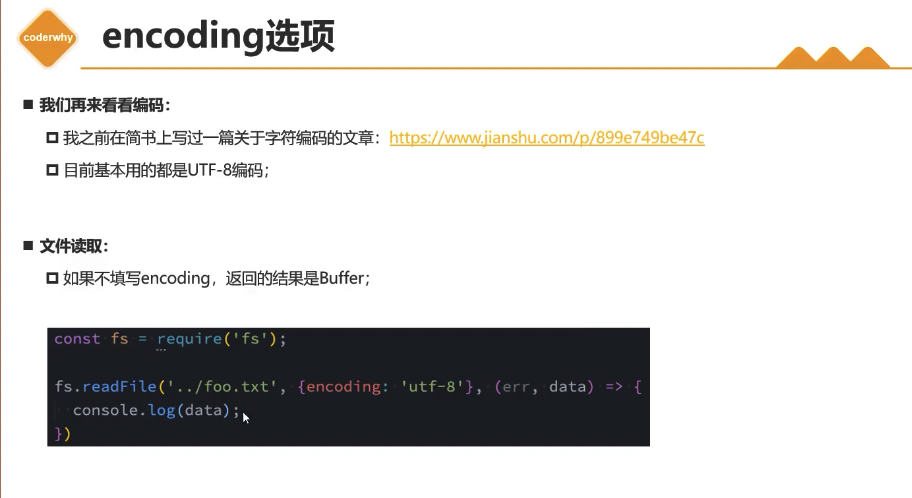 coderwhy
encoding选项
我们再来看看编码：
我之前在简书上写过一篇关于字符编码的文章：https://www.jianshu.com/p/899e749be47c
目前基本用的都是UTF-8编码；
文件读取：
如果不填写encoding，返回的结果是Buffer；
const fs = require('fs');
fs.readFile('../foo.txt', {encoding: 'utf-8'}, (err, data) => {
  console.log(data);
})